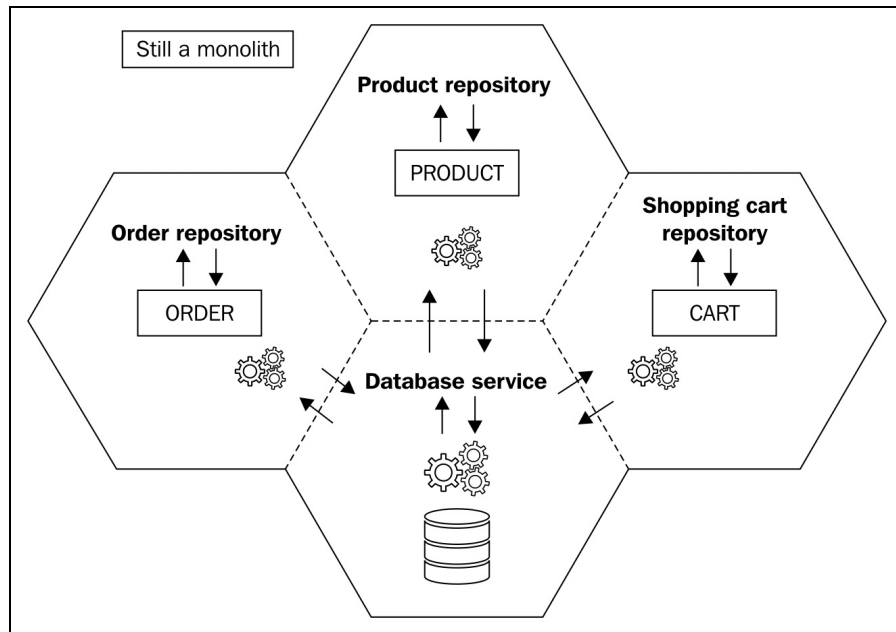 Still a monolith
Product repository
PRODUCT
Order repository
ORDER
Shopping cart
repository
CART
Database service